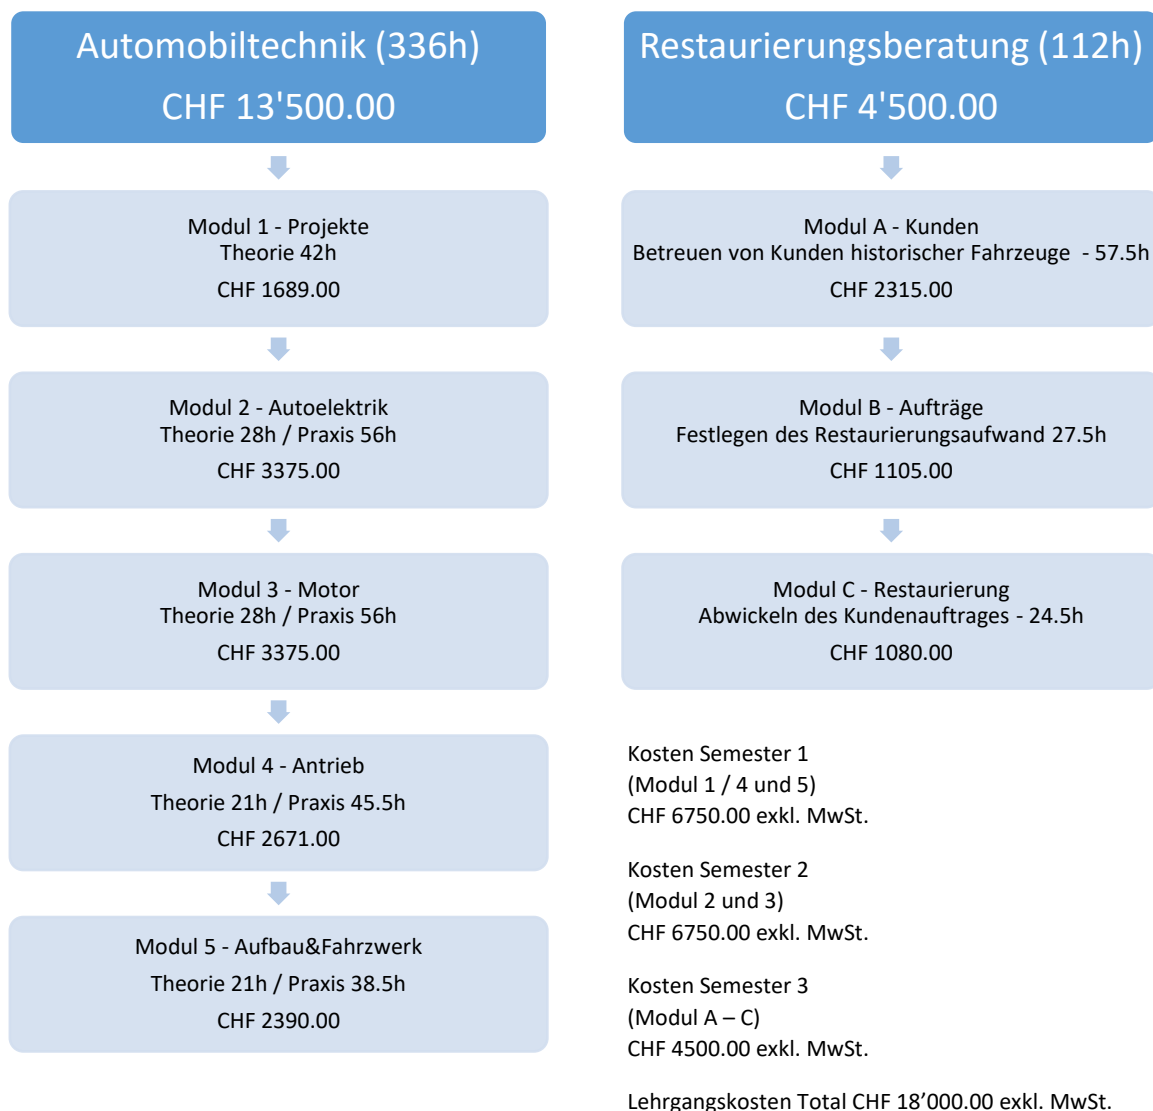 Automobiltechnik (336h)
CHF 13'500.00
Modul 1 - Projekte
Theorie 42h
CHF 1689.00
Modul 2 - Autoelektrik
Theorie 28h / Praxis 56h
CHF 3375.00
Modul 3 - Motor
Theorie 28h / Praxis 56h
CHF 3375.00
Modul 4 - Antrieb
Theorie 21h / Praxis 45.5h
CHF 2671.00
Modul 5 - Aufbau&Fahrzwerk
Theorie 21h / Praxis 38.5h
CHF 2390.00
Restaurierungsberatung (112h)
CHF 4'500.00
Modul A - Kunden
Betreuen von Kunden historischer Fahrzeuge - 57.5h
CHF 2315.00
Modul B - Aufträge
Festlegen des Restaurierungsaufwand 27.5h
CHF 1105.00
Modul C - Restaurierung
Abwickeln des Kundenauftrages - 24.5h
CHF 1080.00
Kosten Semester 1
(Modul 1 / 4 und 5)
CHF 6750.00 exkl. MwSt.
Kosten Semester 2
(Modul 2 und 3)
CHF 6750.00 exkl. MwSt.
Kosten Semester 3
(Modul A – C)
CHF 4500.00 exkl. MwSt.
Lehrgangskosten Total CHF 18’000.00 exkl. MwSt.